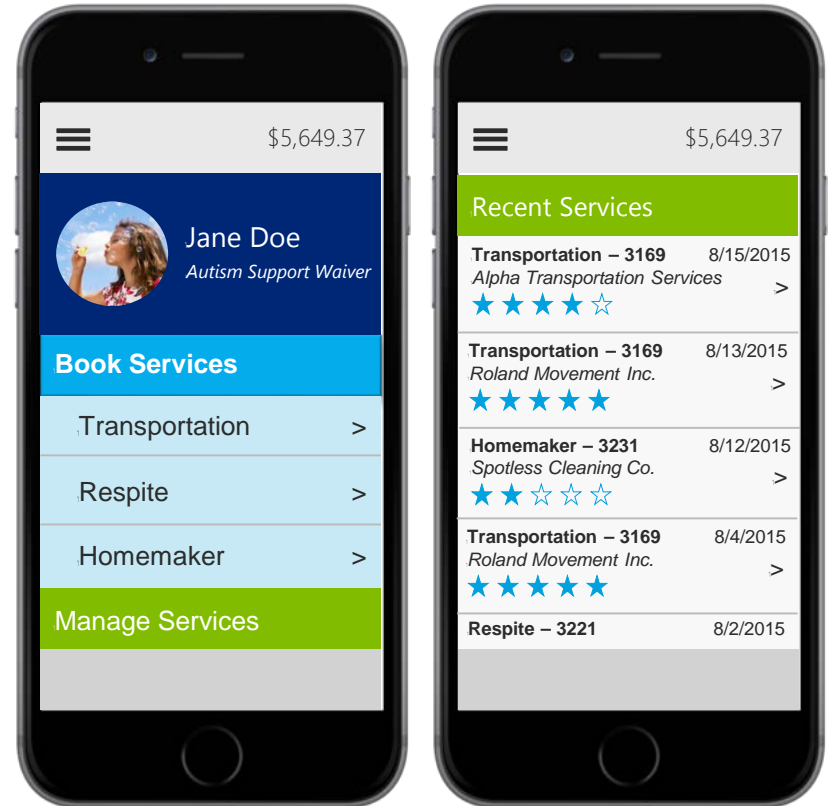 $5,649.37
Jane Doe
Autism Support Waiver
Book Services
Transportation >
Respite >
Homemaker >
Manage Services
$5,649.37
Recent Services
Transportation – 3169 8/15/2015
Alpha Transportation Services >
★★★★☆
Transportation – 3169 8/13/2015
Roland Movement Inc. >
★★★★★
Homemaker – 3231 8/12/2015
Spotless Cleaning Co. >
★★☆☆☆
Transportation – 3169 8/4/2015
Roland Movement Inc. >
★★★★★
Respite – 3221 8/2/2015